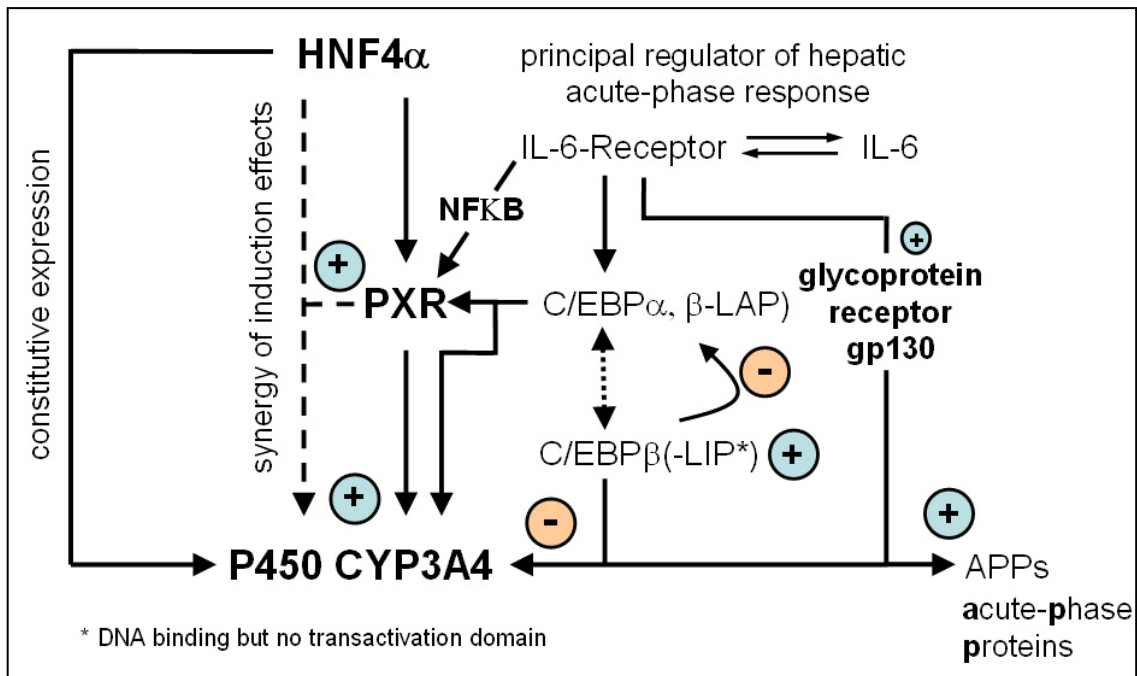 HNF4α
principal regulator of hepatic
acute-phase response
IL-6-Receptor
IL-6
constitutive expression
synergy of induction effects
NFKB
+
+
glycoprotein
receptor
gp130
PXR
C/EBPα, β-LAP)
-
C/EBPβ(-LIP*)
+
+
-
+
P450 CYP3A4
APPs
acute-phase
proteins
* DNA binding but no transactivation domain